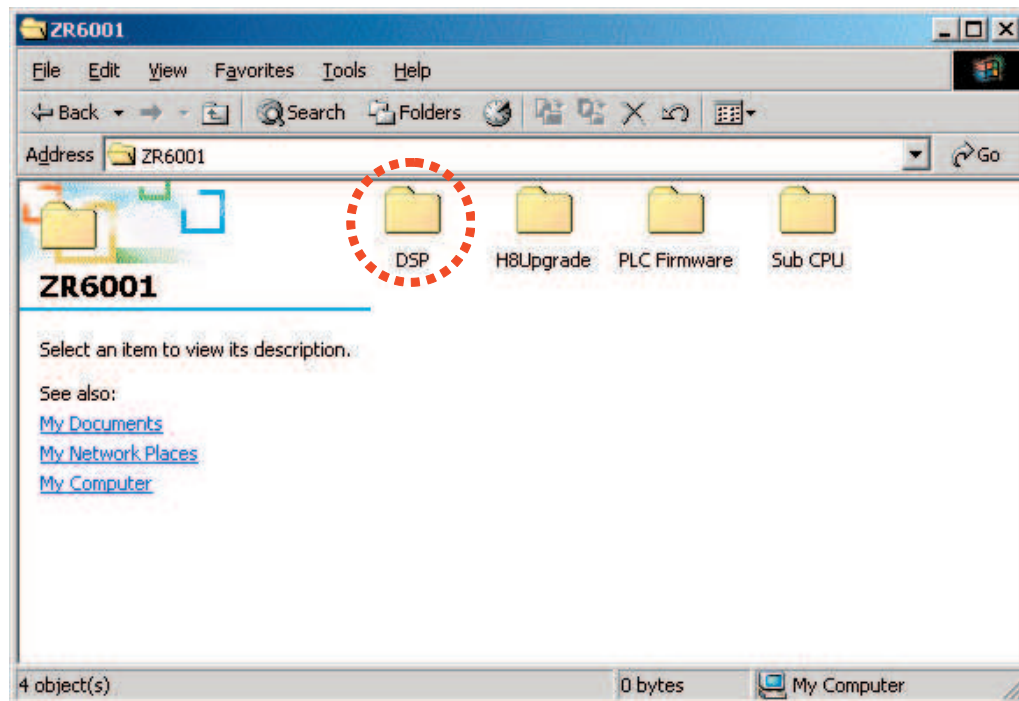 ZR6001
File Edit View Favorites Tools Help
Back Search Folders
Address ZR6001 Go
DSP H8Upgrade PLC Firmware Sub CPU
ZR6001
Select an item to view its description.
See also:
My Documents
My Network Places
My Computer
4 object(s) 0 bytes My Computer